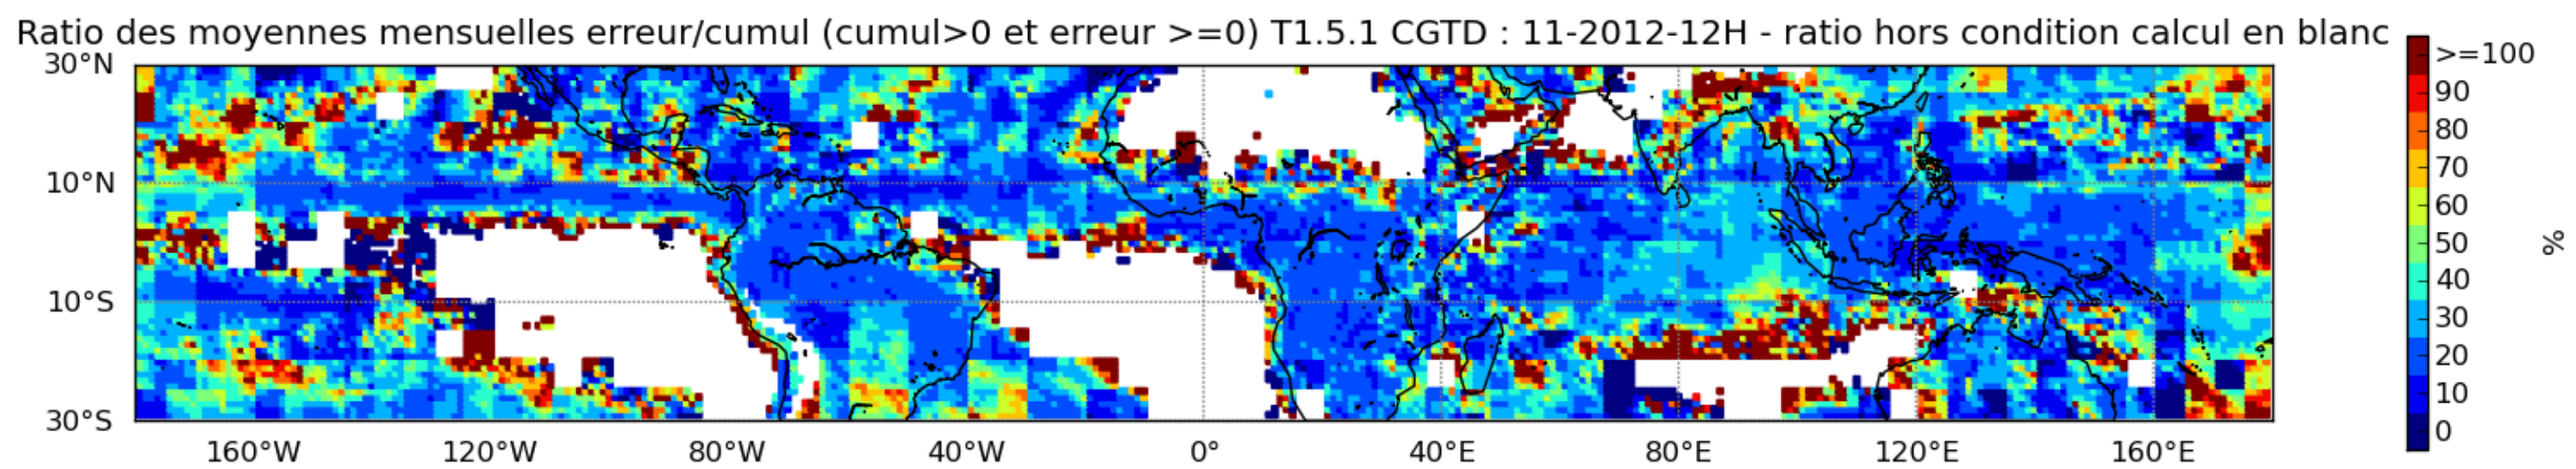 Ratio des moyennes mensuelles erreur/cumul (cumul>0 et erreur >=0) T1.5.1 CGTD : 11-2012-12H - ratio hors condition calcul en blanc
30°N
10°N
10°S
30°S
160°W 120°W 80°W 40°W 0° 40°E 80°E 120°E 160°E
>=100
90
80
70
60
50
40
30
20
10
0
%